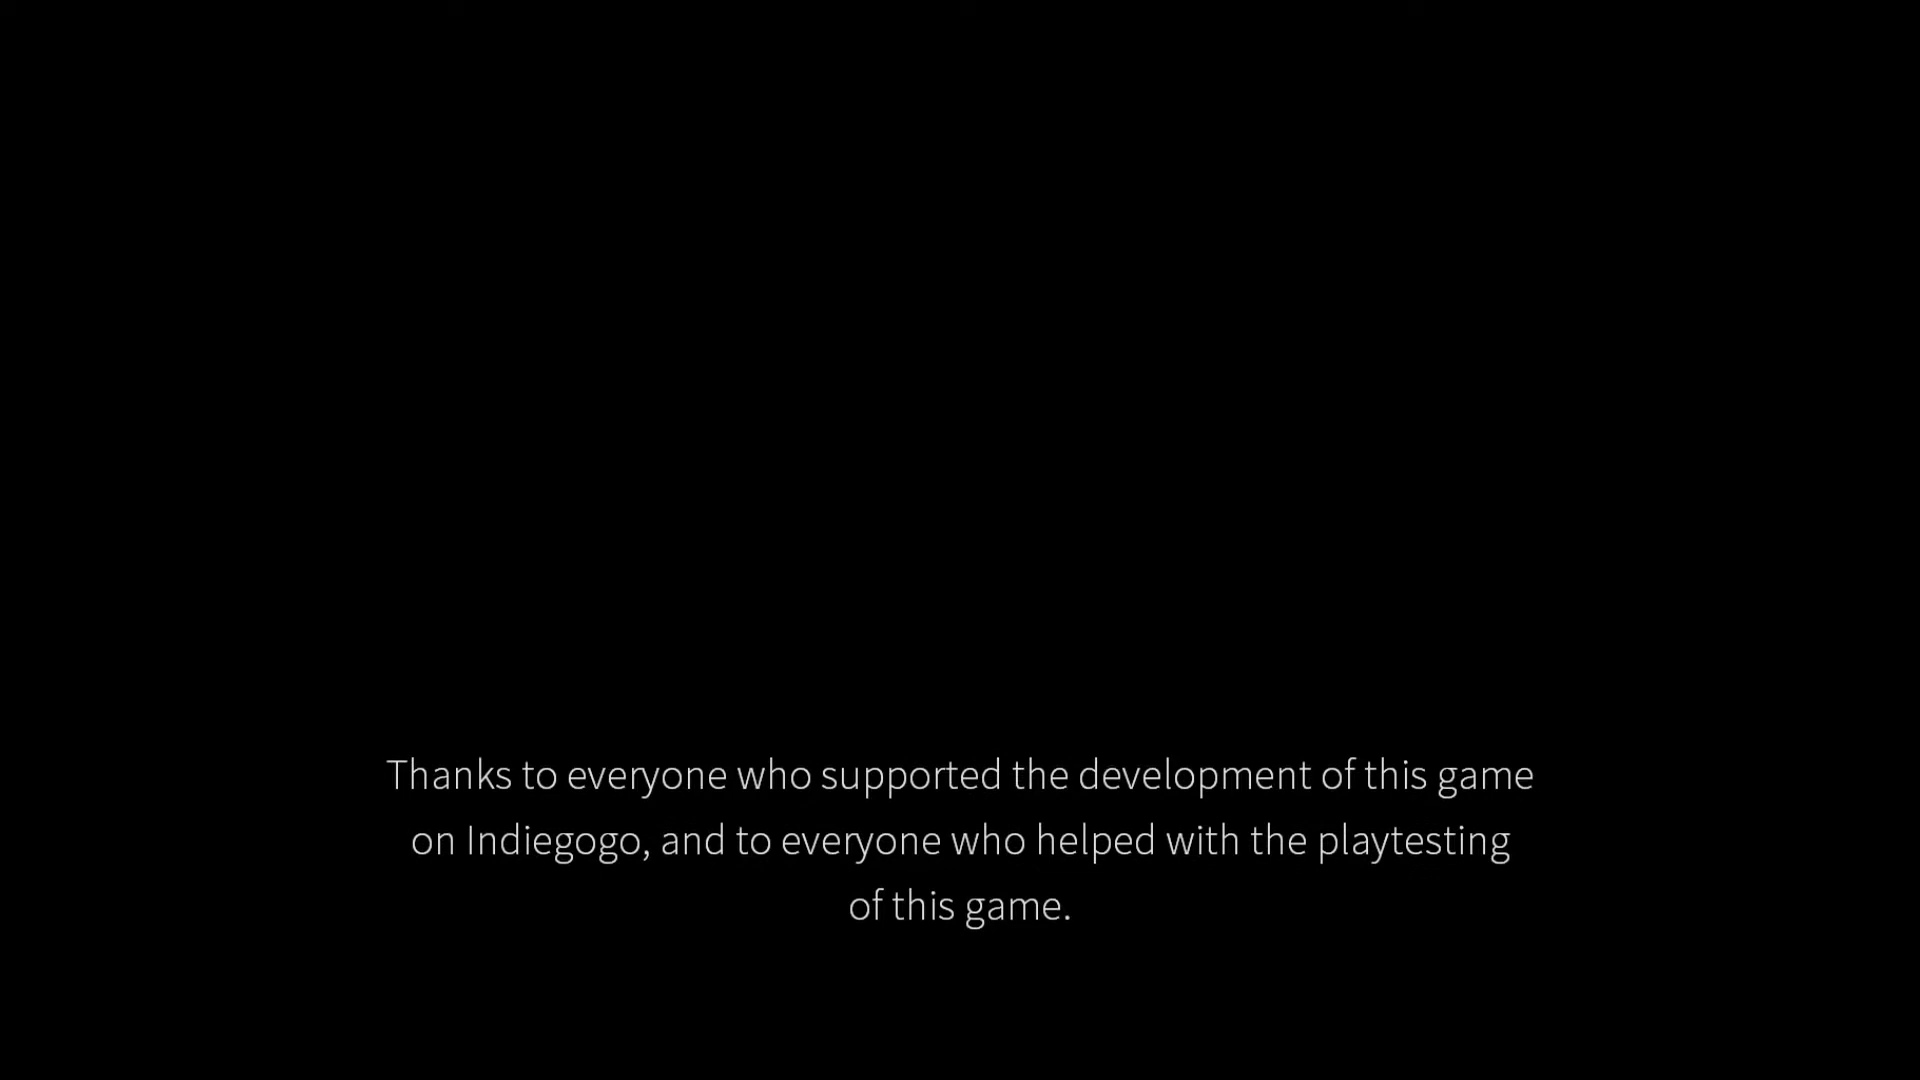 Thanks to everyone who supported the development of this game
on Indiegogo, and to everyone who helped with the playtesting
of this game.